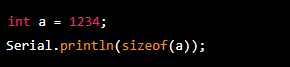 int a = 1234;
Serial.println(sizeof(a));